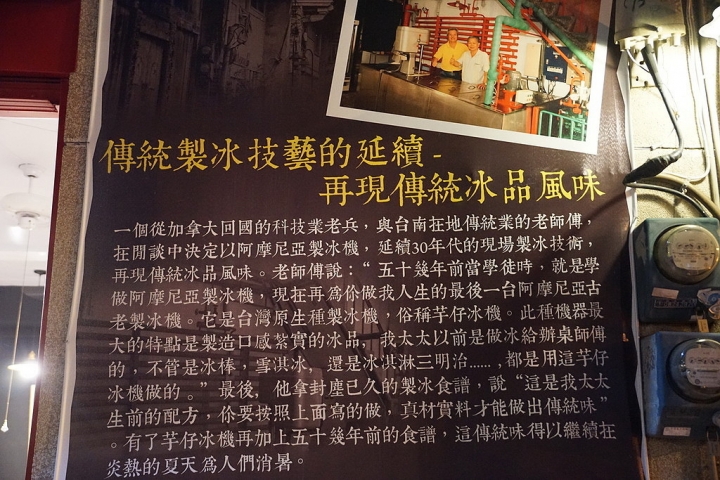 傳統製冰技藝的延續-
再現傳統冰品風味
一個從加拿大回國的科技業老兵，與台南在地傳統業的老師傅，
在閒談中決定以阿摩尼亞製冰機，延續30年代的現場製冰技術，
再現傳統冰品風味。老師傅說：“五十幾年前當學徒時，就是學
做阿摩尼亞製冰機，現在再為你做我人生的最後一台阿摩尼亞古
老製冰機。它是台灣原生種製冰機，俗稱芋仔冰機。此種機器最
大的特點是製造口感紮實的冰品，我太太以前是做冰給辦桌師傅
的，不管是冰棒，雪淇冰，還是冰淇淋三明治......,都是用這芋仔
冰機做的。”最後，他拿封塵已久的製冰食譜，說“這是我太太
生前的配方，你要按照上面寫的做，真材實料才能做出傳統味”
。有了芋仔冰機再加上五十幾年前的食譜，這傳統味得以繼續在
炎熱的夏天為人們消暑。